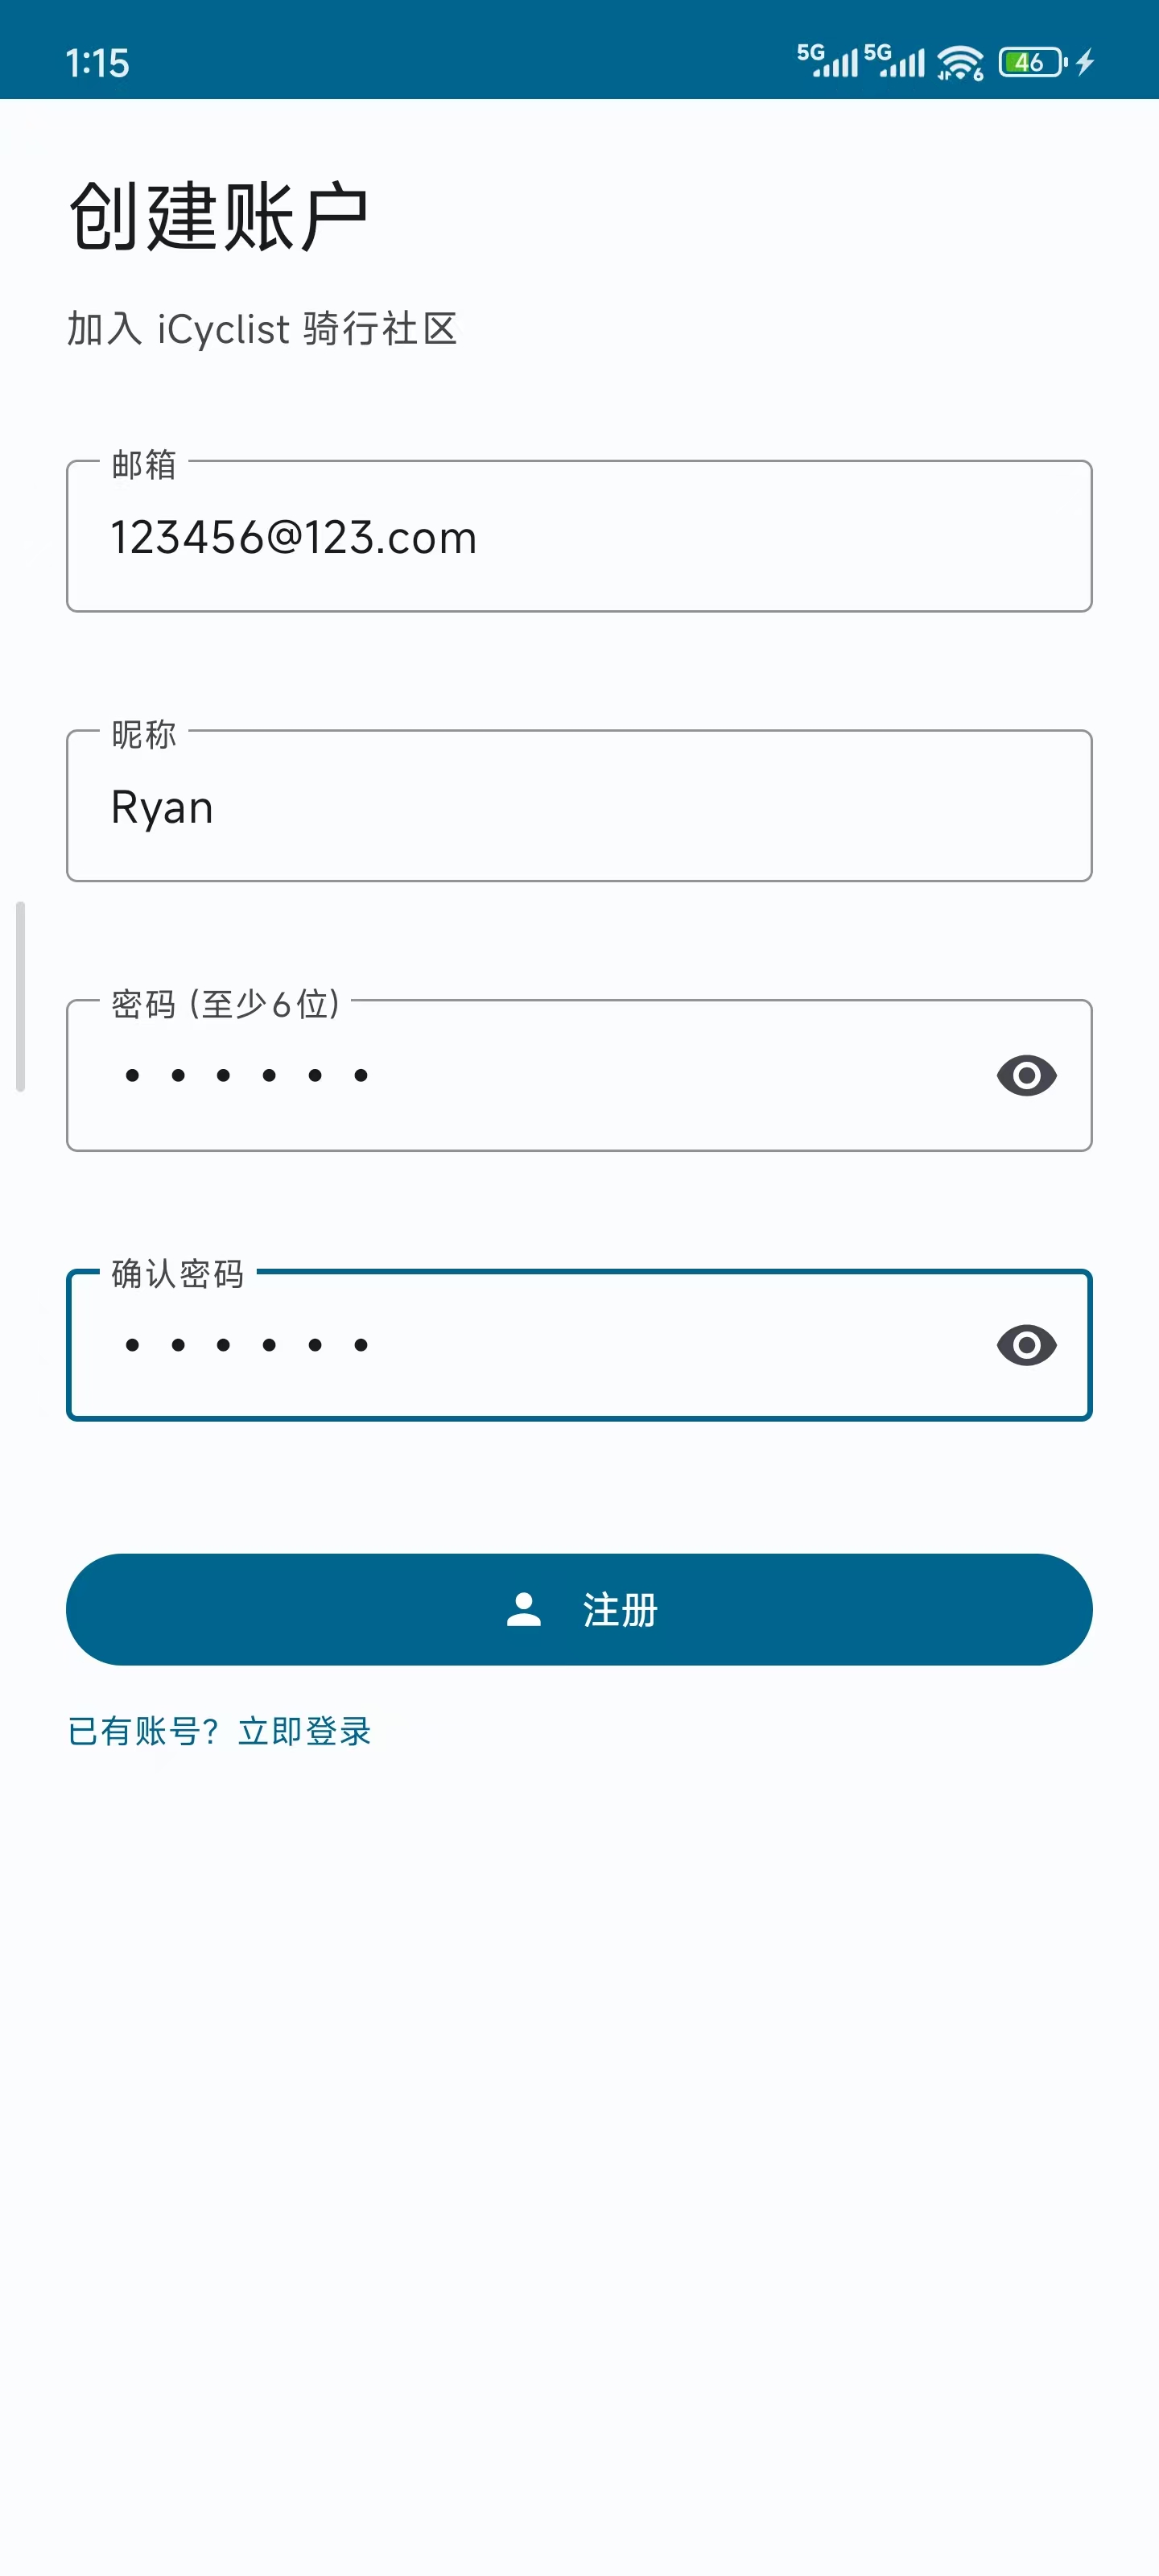 1:15
5G 5G 6 46
创建账户
加入 iCyclist 骑行社区
邮箱
123456@123.com
昵称
Ryan
密码 (至少6位)
••••••
确认密码
••••••
注册
已有账号？立即登录